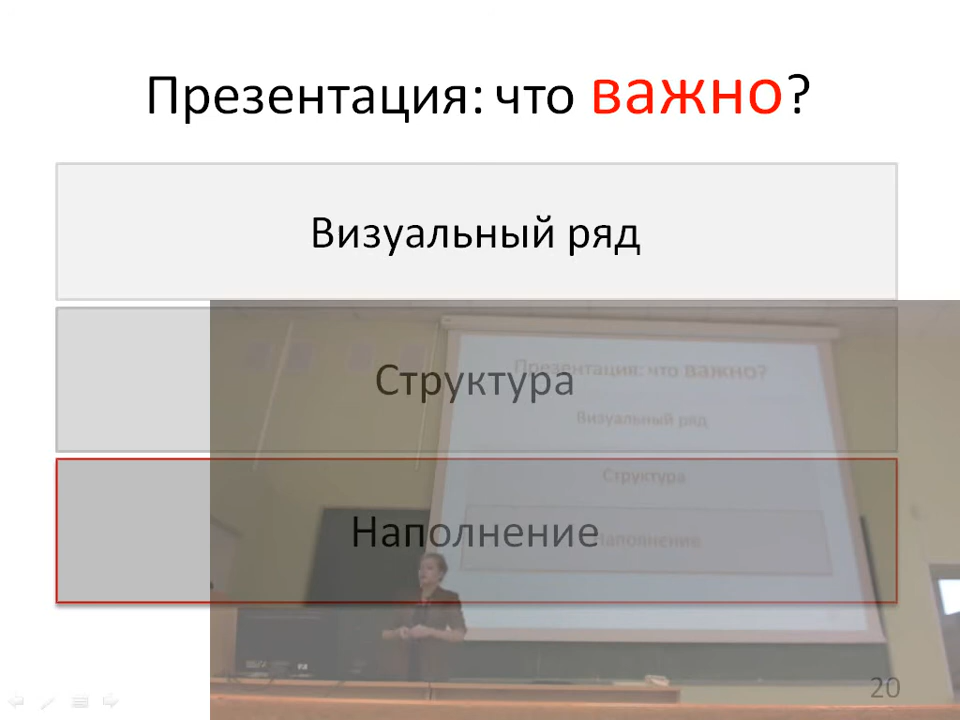 Презентация: что важно?
Визуальный ряд
Структура
Наполнение
Презентация: что важно?
Визуальный ряд
Структура
Наполнение
20